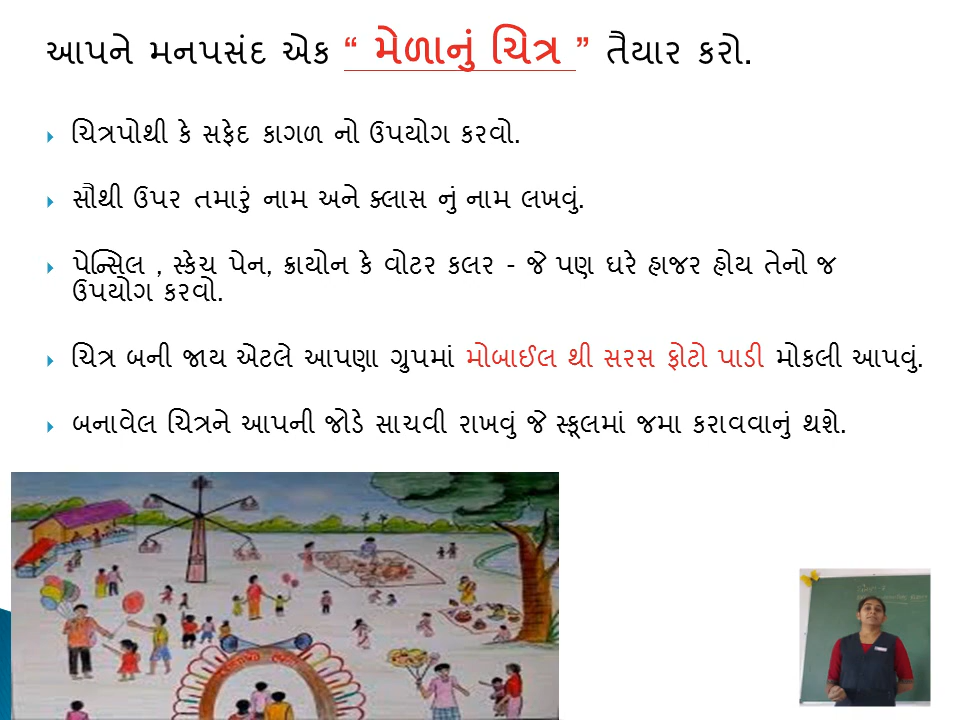 આપને મનપસંદ એક “ મેળાનું ચિત્ર ” તૈયાર કરો.
ચિત્રપોથી કે સફેદ કાગળ નો ઉપયોગ કરવો.
સૌથી ઉપર તમારું નામ અને ક્લાસ નું નામ લખવું.
પેન્સિલ , સ્કેચ પેન, ક્રાયોન કે વોટર કલર - જે પણ ઘરે હાજર હોય તેનો જ
ઉપયોગ કરવો.
ચિત્ર બની જાય એટલે આપણા ગ્રુપમાં મોબાઈલ થી સરસ ફોટો પાડી મોકલી આપવું.
બનાવેલ ચિત્રને આપની જોડે સાચવી રાખવું જે સ્કૂલમાં જમા કરાવવાનું થશે.